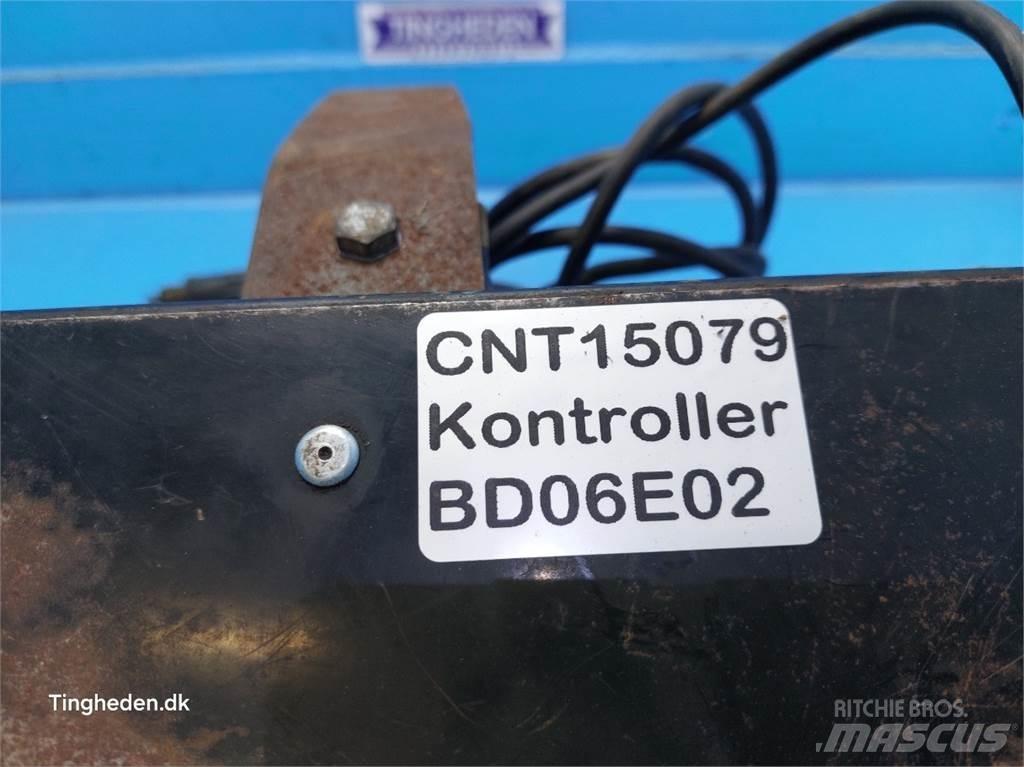 TINGHEDEN
CNT15079
Kontroller
BD06E02
Tingheden.dk
RITCHIE BROS.
MASCUS